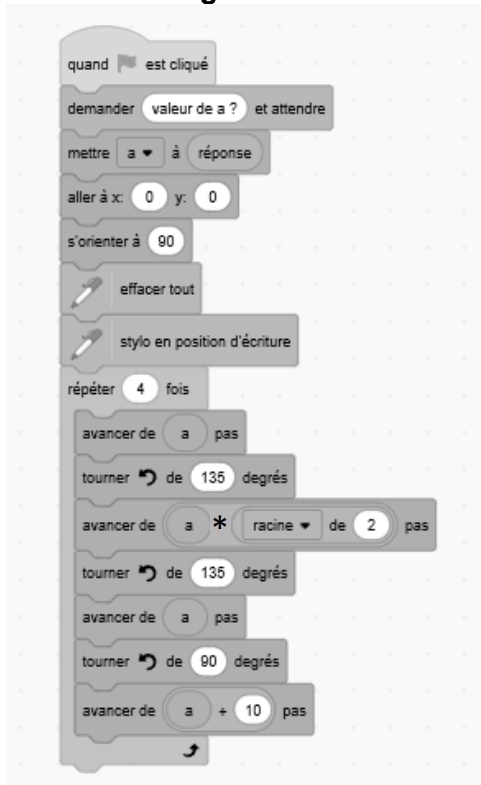 quand est cliqué
demander valeur de a ? et attendre
mettre a à réponse
aller à x: 0 y: 0
s'orienter à 90
effacer tout
stylo en position d'écriture
répéter 4 fois
avancer de a pas
tourner de 135 degrés
avancer de a * racine de 2 pas
tourner de 135 degrés
avancer de a pas
tourner de 90 degrés
avancer de a + 10 pas